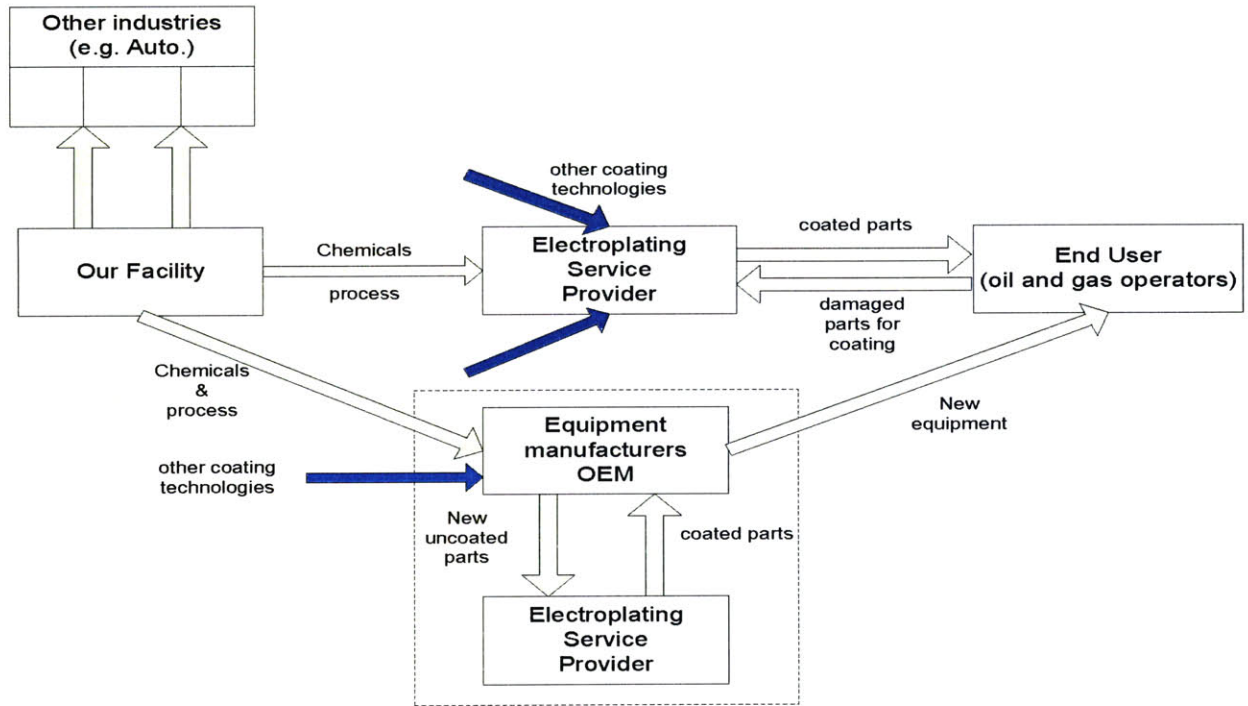 Other industries
(e.g. Auto.)
Our Facility
Chemicals
process
other coating
technologies
Electroplating
Service
Provider
coated parts
damaged
parts for
coating
End User
(oil and gas operators)
Chemicals
&
process
other coating
technologies
Equipment
manufacturers
OEM
New
equipment
New
uncoated
parts
coated parts
Electroplating
Service
Provider